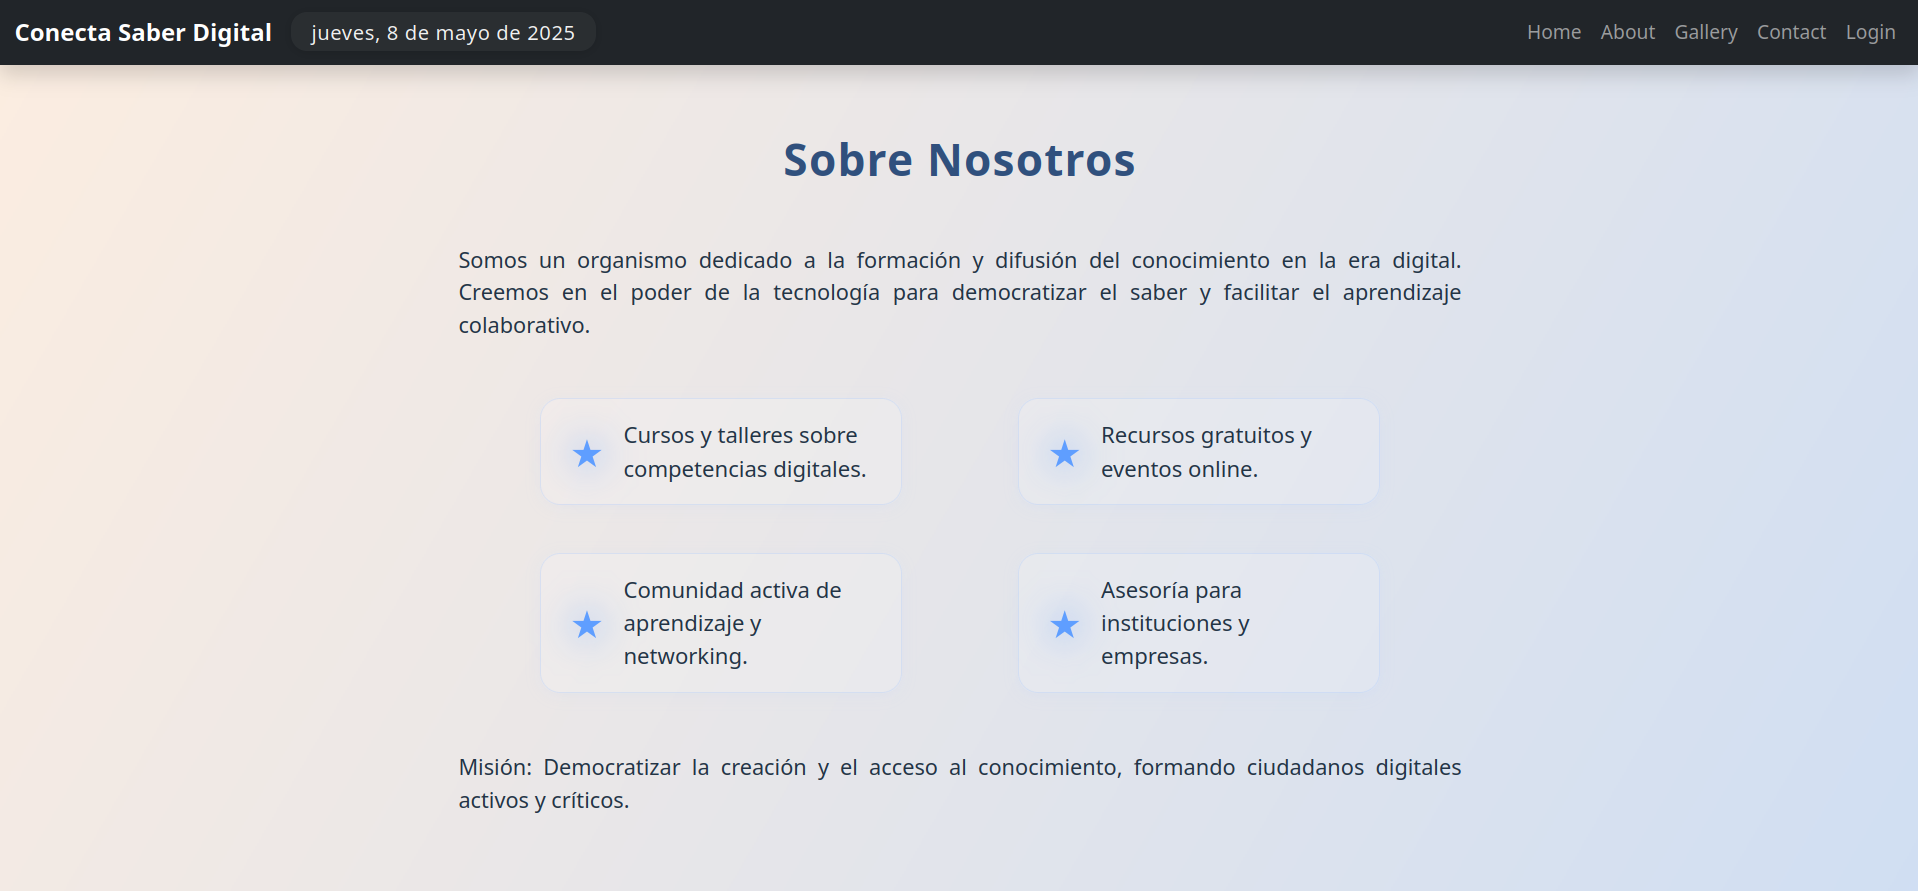 Conecta Saber Digital
jueves, 8 de mayo de 2025
Home
About
Gallery
Contact
Login
Sobre Nosotros
Somos un organismo dedicado a la formación y difusión del conocimiento en la era digital.
Creemos en el poder de la tecnología para democratizar el saber y facilitar el aprendizaje
colaborativo.
Cursos y talleres sobre
competencias digitales.
Recursos gratuitos y
eventos online.
Comunidad activa de
aprendizaje y
networking.
Asesoría para
instituciones y
empresas.
Misión: Democratizar la creación y el acceso al conocimiento, formando ciudadanos digitales
activos y críticos.